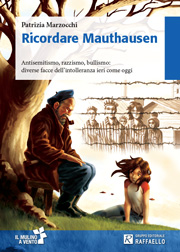 Patrizia Marzocchi
Ricordare Mauthausen
Antisemitismo, razzismo, bullismo:
diverse facce dell'intolleranza ieri come oggi
IL MULINO
A VENTO
GRUPPO EDITORIALE
RAFFAELLO